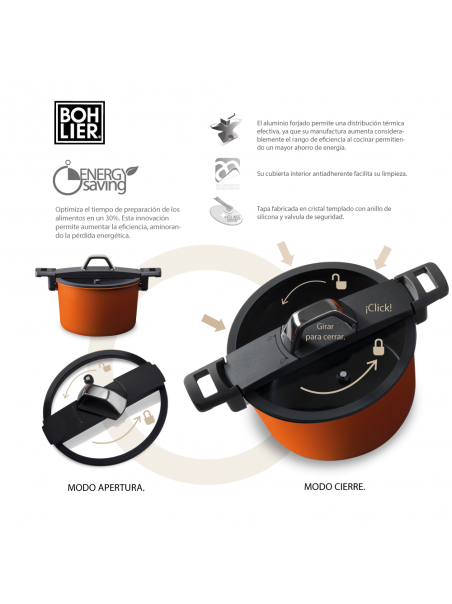 BOH
LIER
ENERGY
saving
Optimiza el tiempo de preparación de los
alimentos en un 30%. Esta innovación
permite aumentar la eficiencia, aminoran-
do la pérdida energética.
El aluminio forjado permite una distribución térmica
efectiva, ya que su manufactura aumenta considera-
blemente el rango de eficiencia al cocinar permitien-
do un mayor ahorro de energía.
Su cubierta interior antiadherente facilita su limpieza.
Tapa fabricada en cristal templado con anillo de
silicona y valvula de seguridad.
¡Click!
Girar
para cerrar.
MODO APERTURA.
MODO CIERRE.